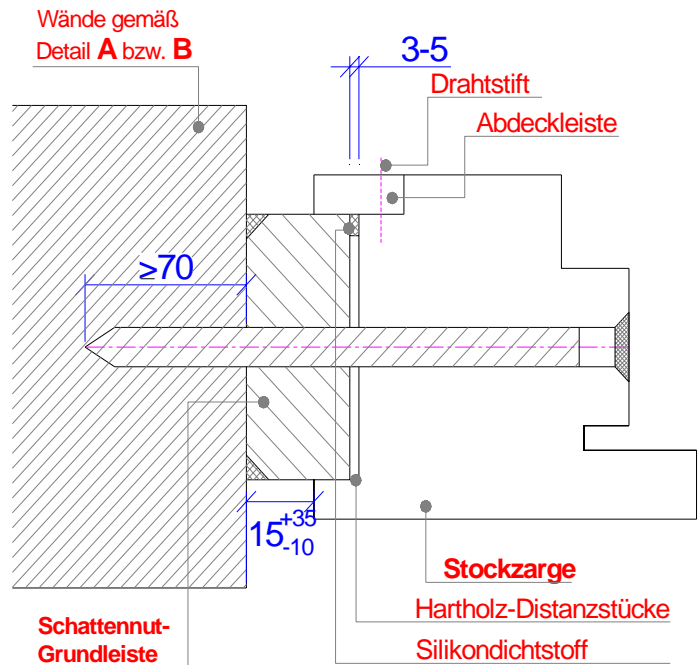 Wände gemäß
Detail A bzw. B
3-5
Drahtstift
Abdeckleiste
≥70
15 +35 -10
Stockzarge
Hartholz-Distanzstücke
Schattennut-
Grundleiste
Silikondichtstoff